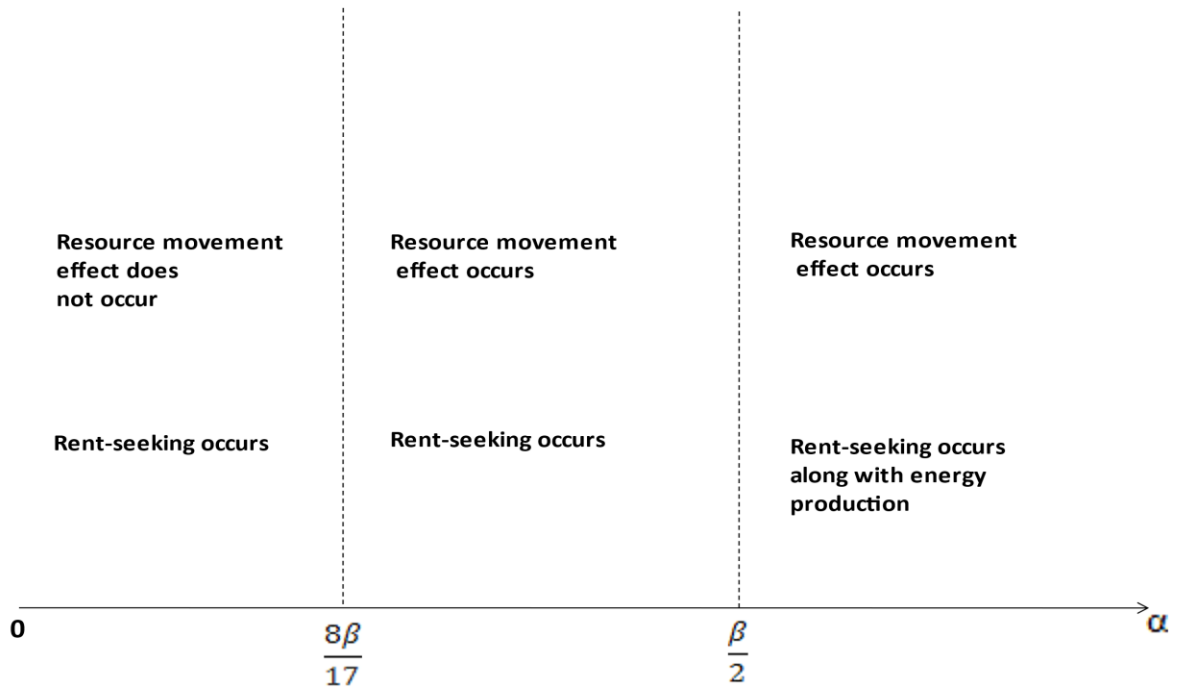 Resource movement
effect does
not occur
Resource movement
effect occurs
Resource movement
effect occurs
Rent-seeking occurs
Rent-seeking occurs
Rent-seeking occurs
along with energy
production
0
8β
17
β
2
α